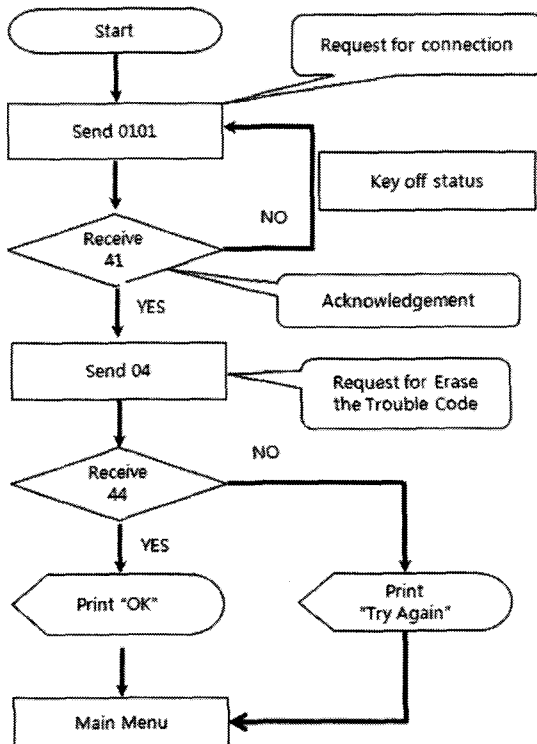 Start
Request for connection
Send 0101
Key off status
NO
Receive
41
Acknowledgement
YES
Send 04
Request for Erase
the Trouble Code
NO
Receive
44
YES
Print "OK"
Print
"Try Again"
Main Menu